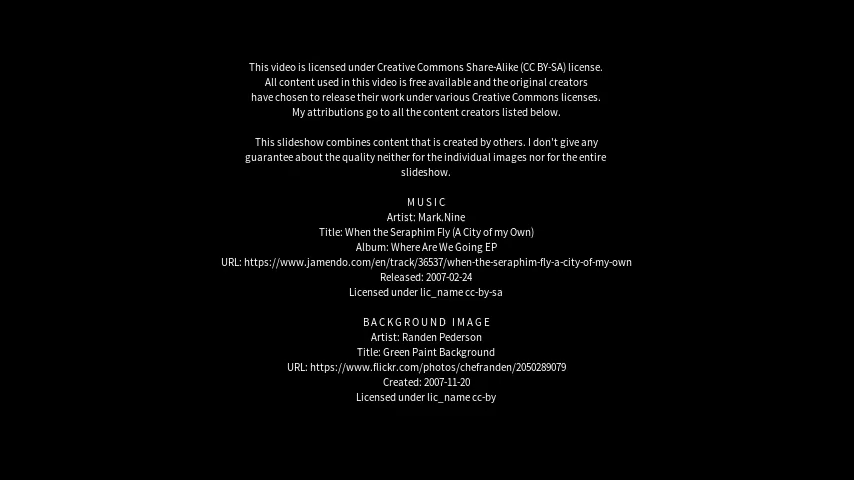 This video is licensed under Creative Commons Share-Alike (CC BY-SA) license.
All content used in this video is free available and the original creators
have chosen to release their work under various Creative Commons licenses.
My attributions go to all the content creators listed below.
This slideshow combines content that is created by others. I don't give any
guarantee about the quality neither for the individual images nor for the entire
slideshow.
MUSIC
Artist: Mark.Nine
Title: When the Seraphim Fly (A City of my Own)
Album: Where Are We Going EP
URL: https://www.jamendo.com/en/track/36537/when-the-seraphim-fly-a-city-of-my-own
Released: 2007-02-24
Licensed under lic_name cc-by-sa
BACKGROUND IMAGE
Artist: Randen Pederson
Title: Green Paint Background
URL: https://www.flickr.com/photos/chefranden/2050289079
Created: 2007-11-20
Licensed under lic_name cc-by